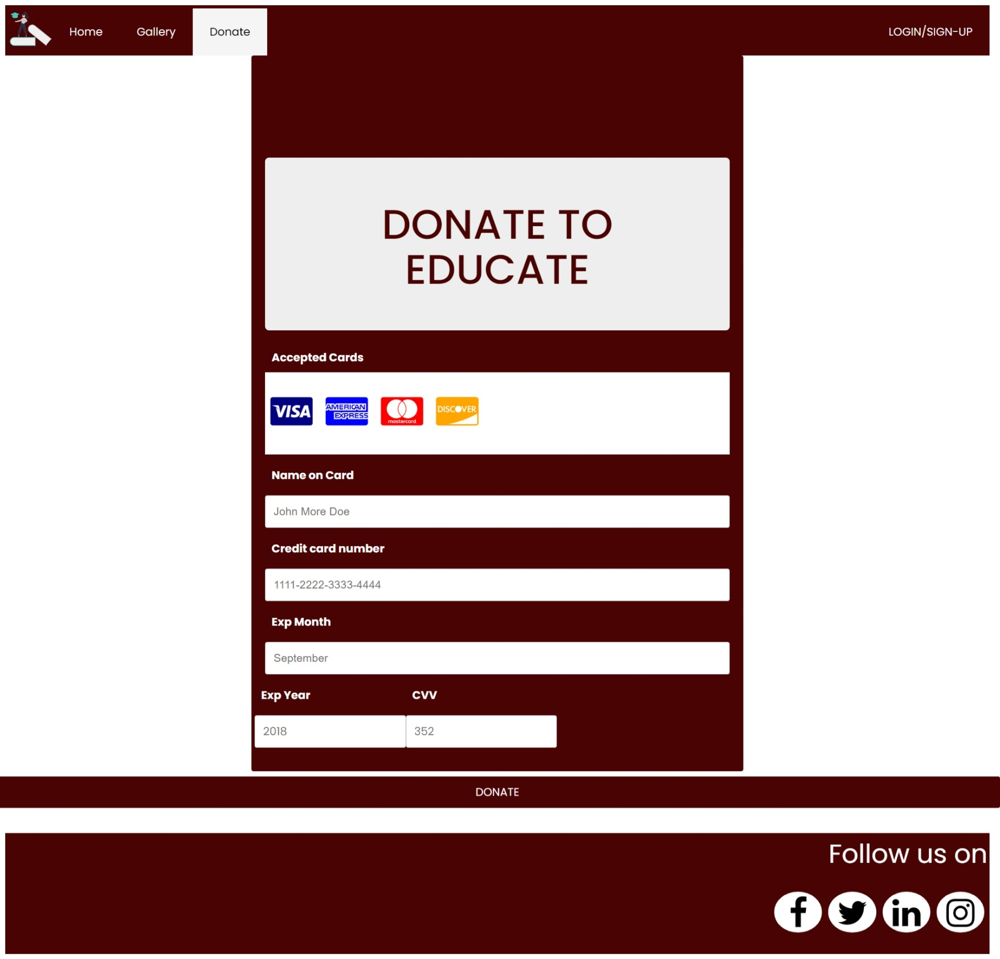 Home Gallery Donate LOGIN/SIGN-UP
DONATE TO
EDUCATE
Accepted Cards
VISA AMERICAN EXPRESS mastercard. DISCOVER
Name on Card
John More Doe
Credit card number
1111-2222-3333-4444
Exp Month
September
Exp Year CVV
2018 352
DONATE
Follow us on